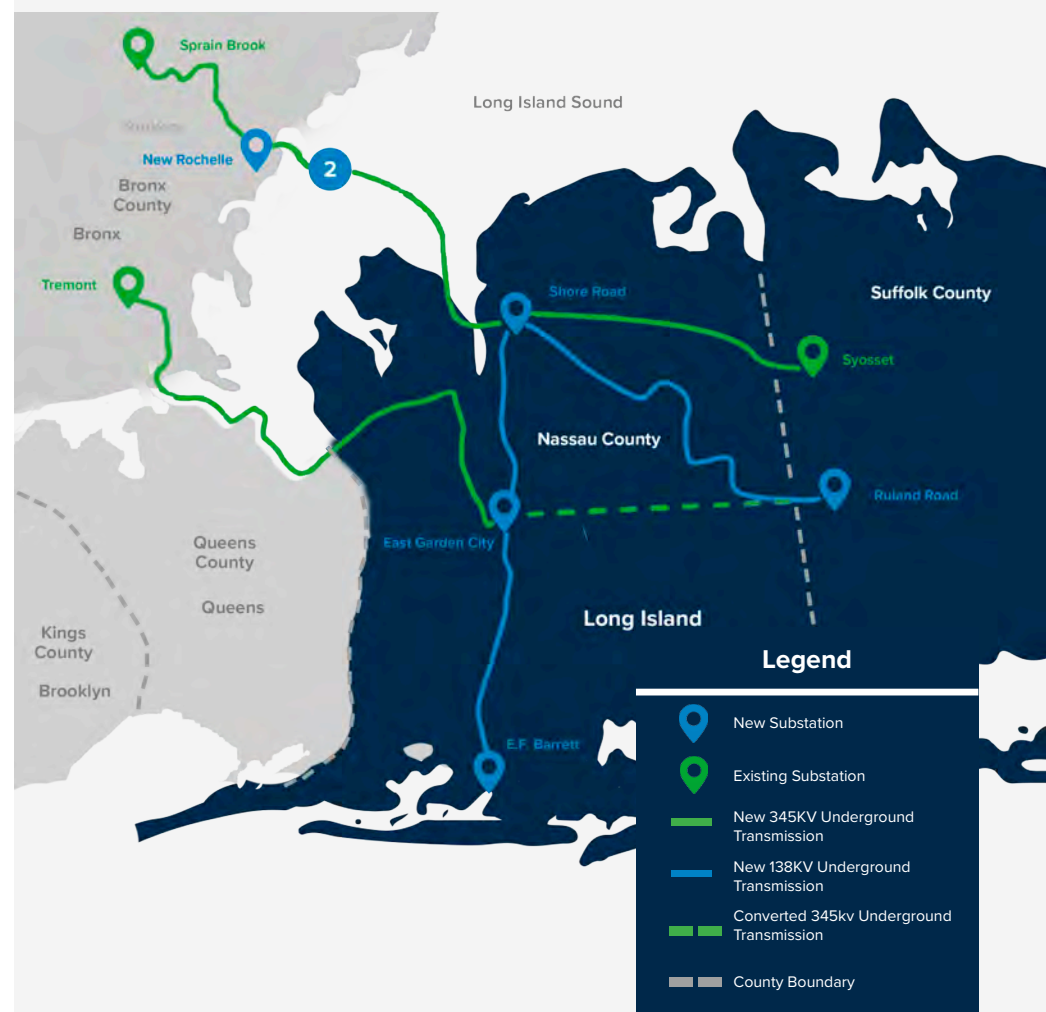 Sprain Brook
Long Island Sound
New Rochelle
2
Bronx
County
Bronx
Tremont
Shore Road
Suffolk County
Syosset
Nassau County
Ruland Road
East Garden City
Queens
County
Queens
Long Island
Kings
County
Brooklyn
E.F. Barrett
Legend
New Substation
Existing Substation
New 345KV Underground
Transmission
New 138KV Underground
Transmission
Converted 345kv Underground
Transmission
County Boundary